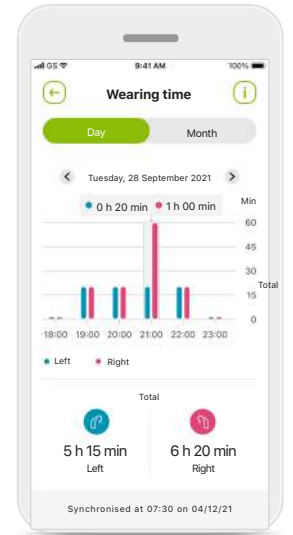 GS 9:41 AM 100%
Wearing time
Day Month
Tuesday, 28 September 2021
0 h 20 min 1 h 00 min Min
60
45
30
Total
15
0
18:00 19:00 20:00 21:00 22:00 23:00
Left Right
Total
5 h 15 min 6 h 20 min
Left Right
Synchronised at 07:30 on 04/12/21